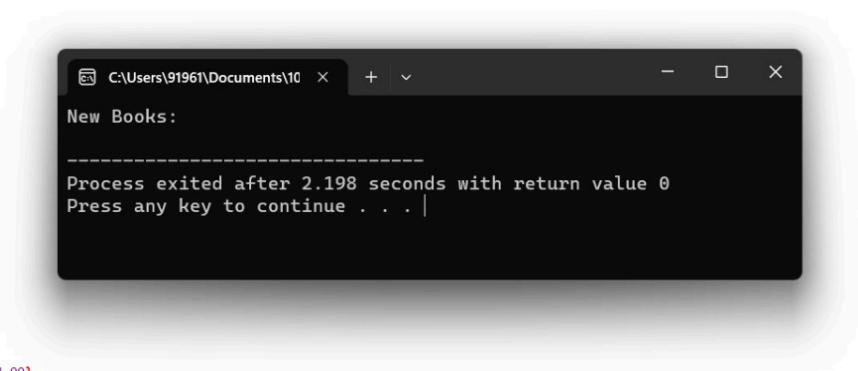 C:\Users\91961\Documents\10
New Books:
--------------------------------
Process exited after 2.198 seconds with return value 0
Press any key to continue . . .